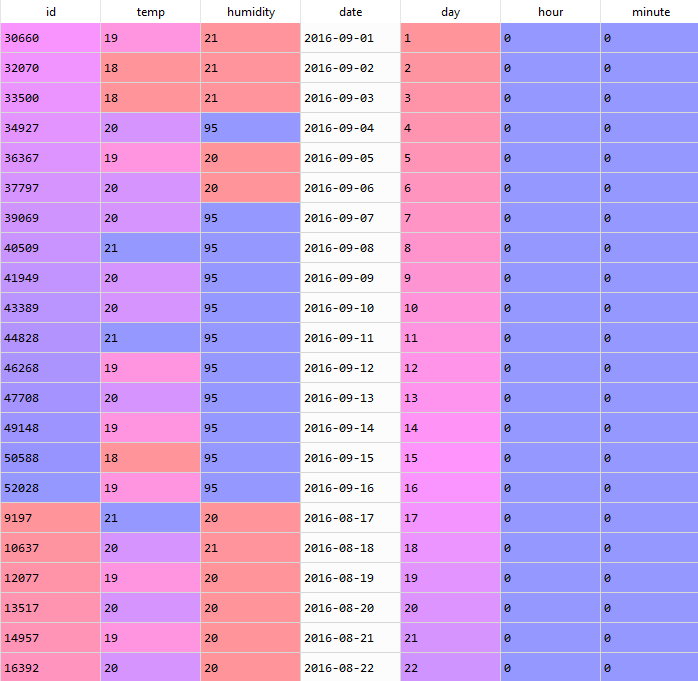 id temp humidity date day hour minute
30660 19 21 2016-09-01 1 0 0
32070 18 21 2016-09-02 2 0 0
33500 18 21 2016-09-03 3 0 0
34927 20 95 2016-09-04 4 0 0
36367 19 20 2016-09-05 5 0 0
37797 20 20 2016-09-06 6 0 0
39069 20 95 2016-09-07 7 0 0
40509 21 95 2016-09-08 8 0 0
41949 20 95 2016-09-09 9 0 0
43389 20 95 2016-09-10 10 0 0
44828 21 95 2016-09-11 11 0 0
46268 19 95 2016-09-12 12 0 0
47708 20 95 2016-09-13 13 0 0
49148 19 95 2016-09-14 14 0 0
50588 18 95 2016-09-15 15 0 0
52028 19 95 2016-09-16 16 0 0
9197 21 20 2016-08-17 17 0 0
10637 20 21 2016-08-18 18 0 0
12077 19 20 2016-08-19 19 0 0
13517 20 20 2016-08-20 20 0 0
14957 19 20 2016-08-21 21 0 0
16392 20 20 2016-08-22 22 0 0